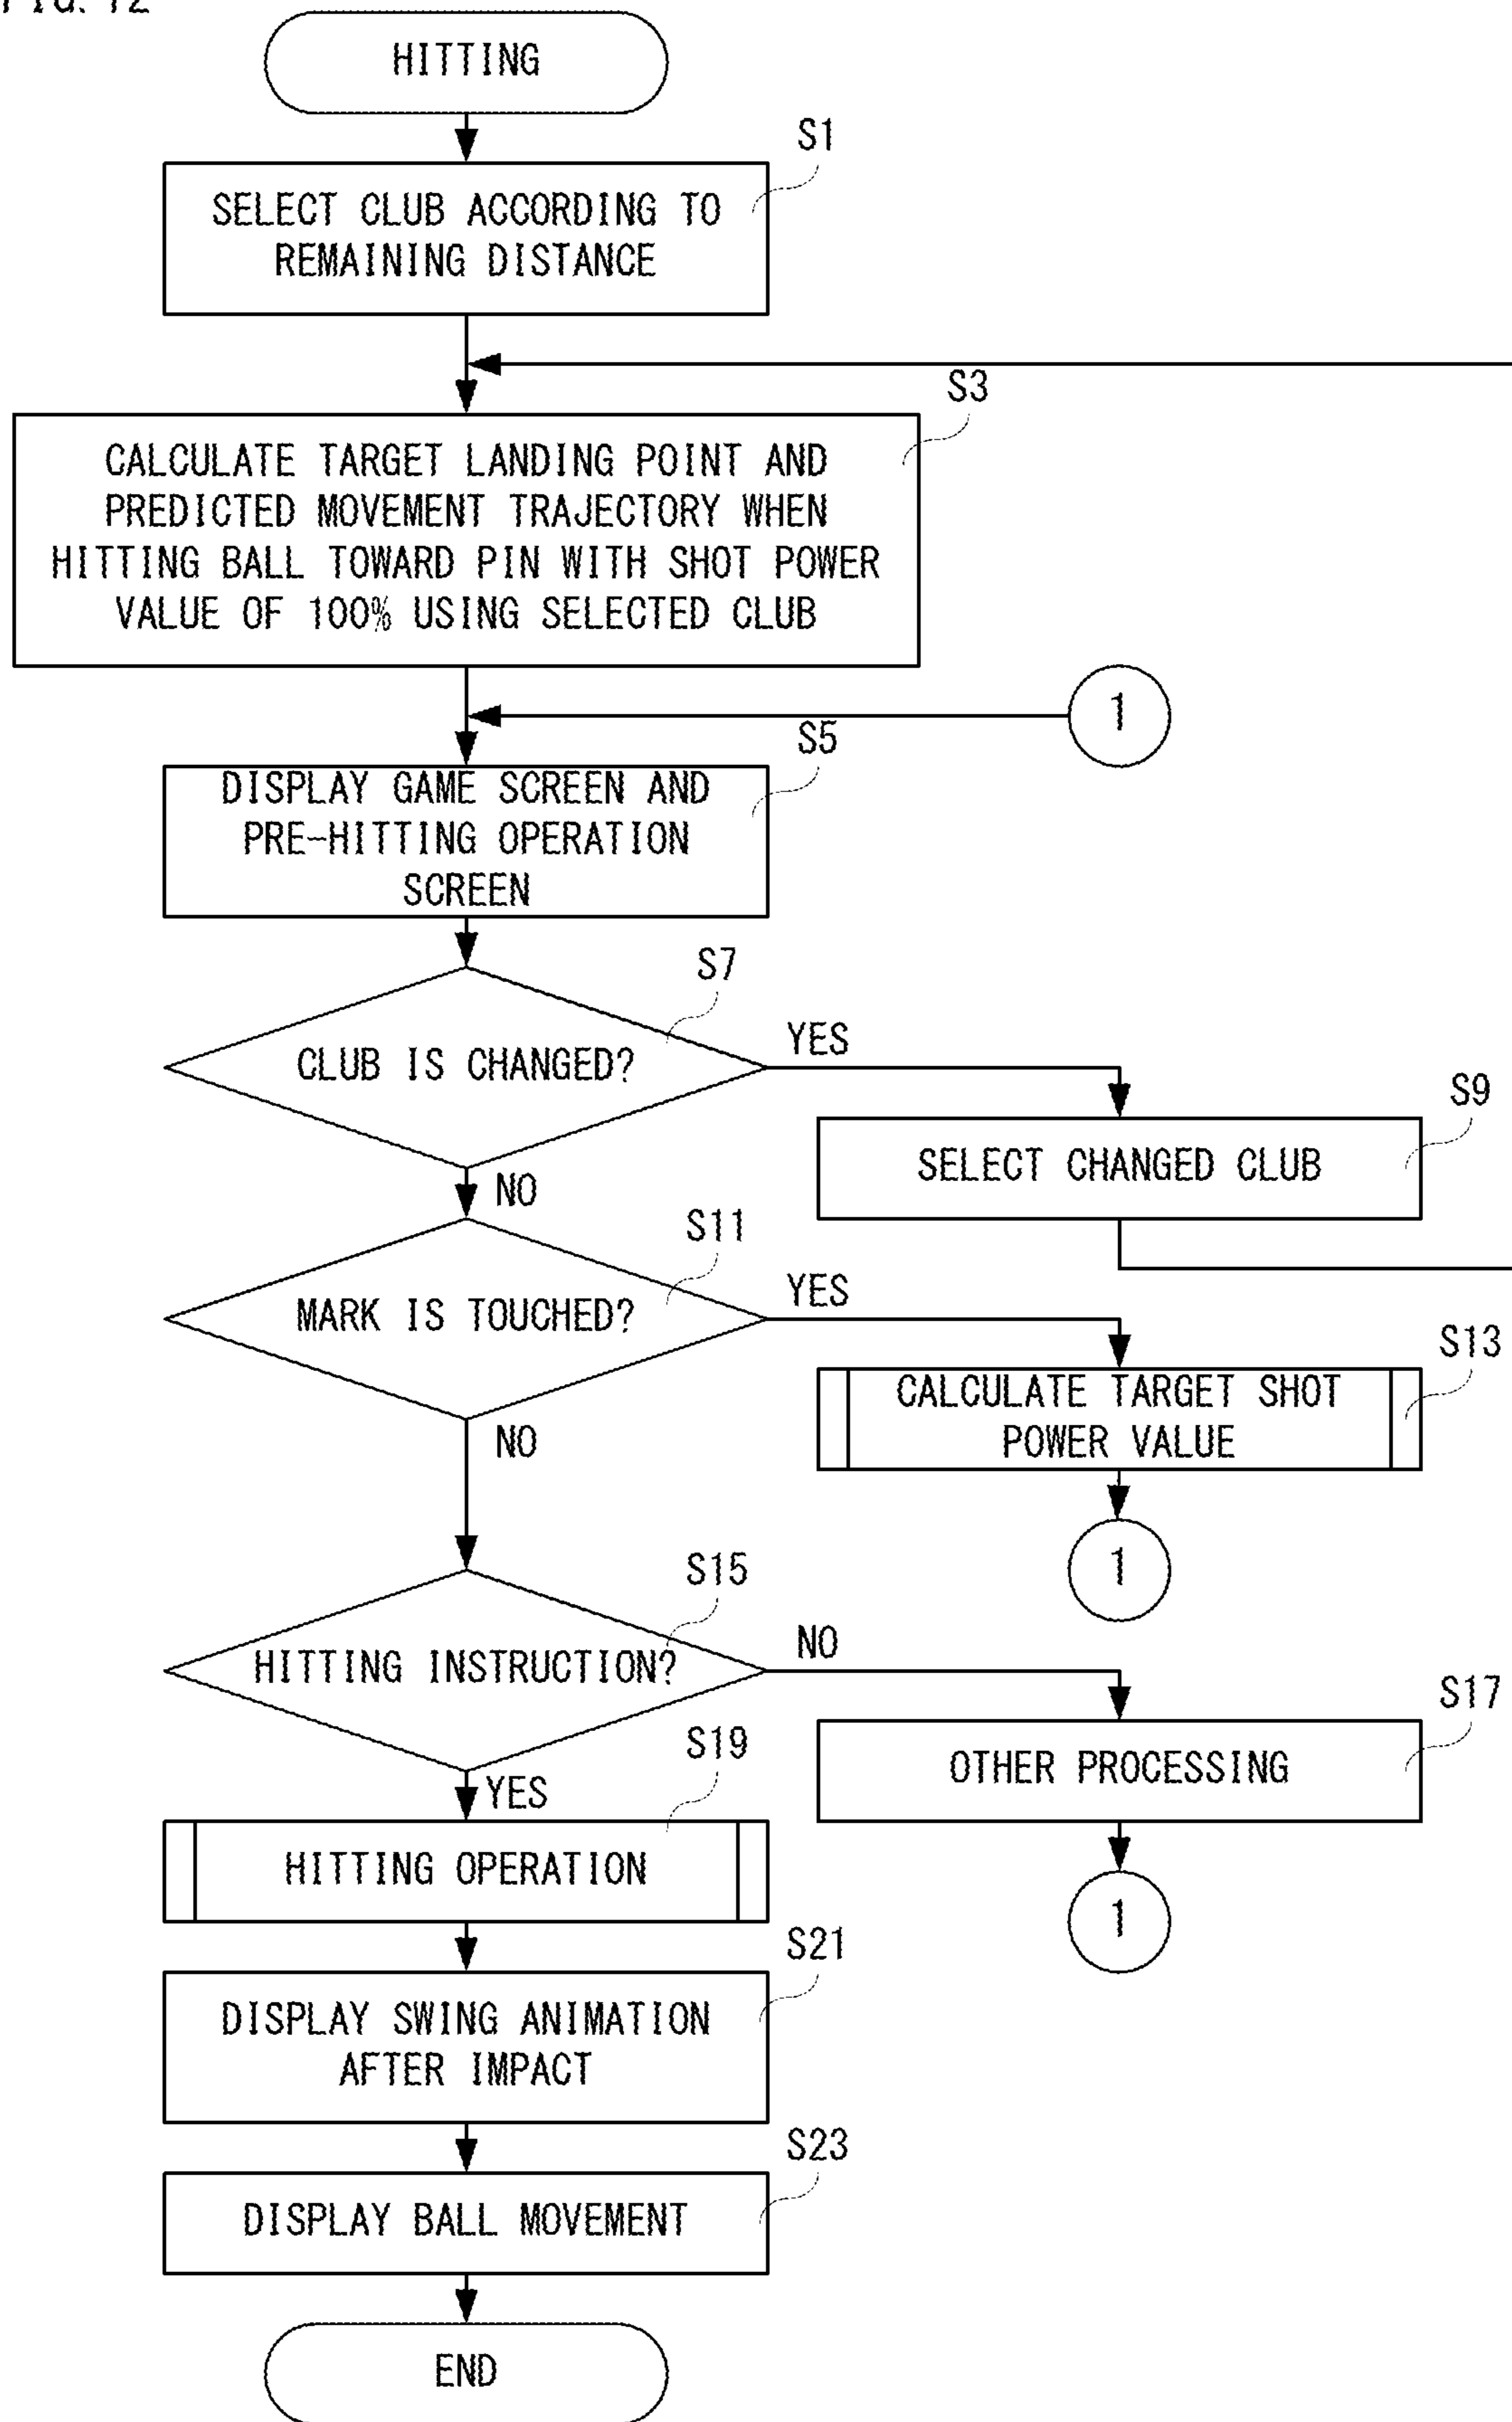 FIG. 12
HITTING
S1
SELECT CLUB ACCORDING TO
REMAINING DISTANCE
S3
CALCULATE TARGET LANDING POINT AND
PREDICTED MOVEMENT TRAJECTORY WHEN
HITTING BALL TOWARD PIN WITH SHOT POWER
VALUE OF 100% USING SELECTED CLUB
1
S5
DISPLAY GAME SCREEN AND
PRE-HITTING OPERATION
SCREEN
S7
CLUB IS CHANGED?
YES
S9
SELECT CHANGED CLUB
NO
S11
MARK IS TOUCHED?
YES
S13
CALCULATE TARGET SHOT
POWER VALUE
NO
1
S15
HITTING INSTRUCTION?
NO
S17
OTHER PROCESSING
S19
YES
HITTING OPERATION
1
S21
DISPLAY SWING ANIMATION
AFTER IMPACT
S23
DISPLAY BALL MOVEMENT
END